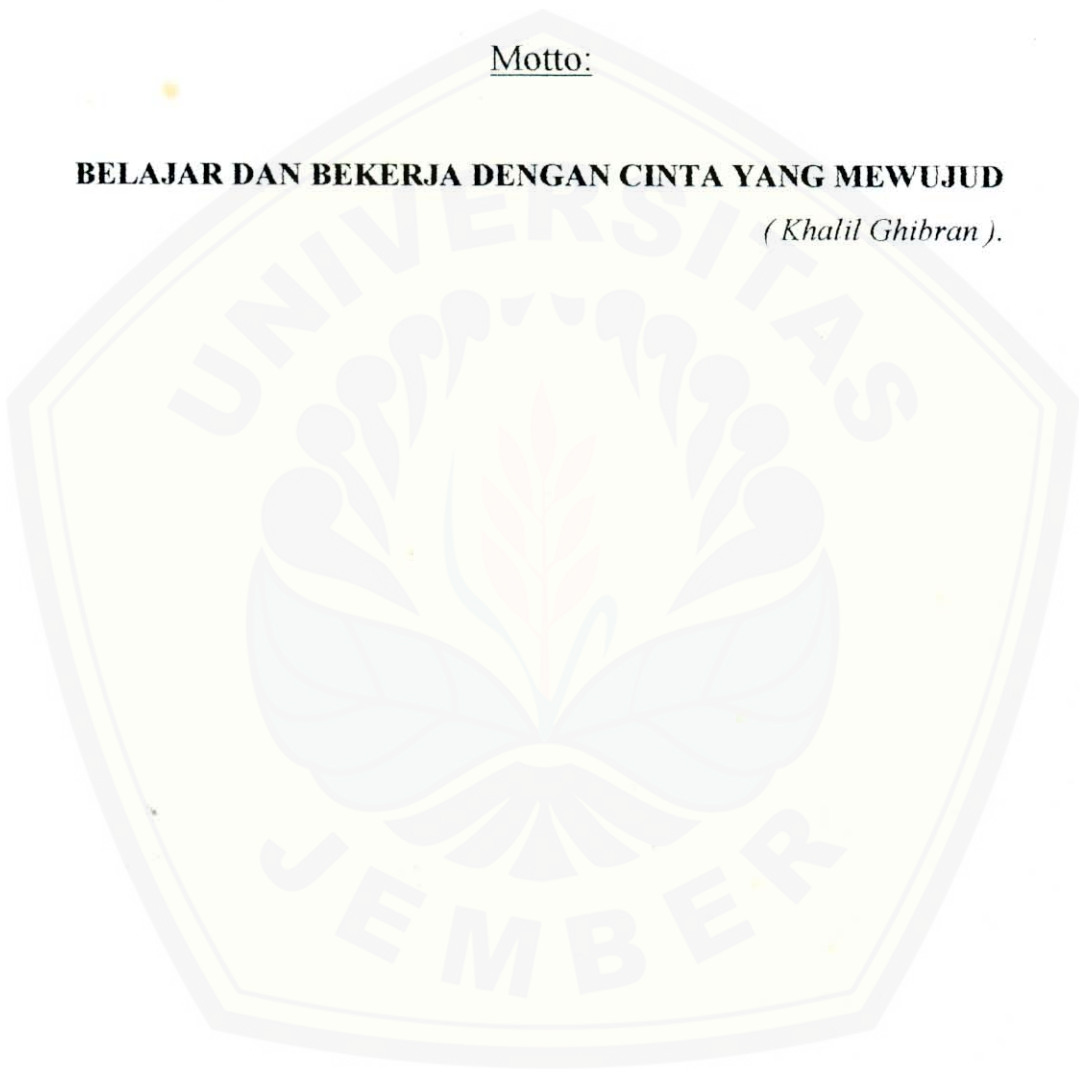 Motto:
BELAJAR DAN BEKERJA DENGAN CINTA YANG MEWUJUD
( Khalil Ghibran ).
UNIVERSITAS
JEMBER